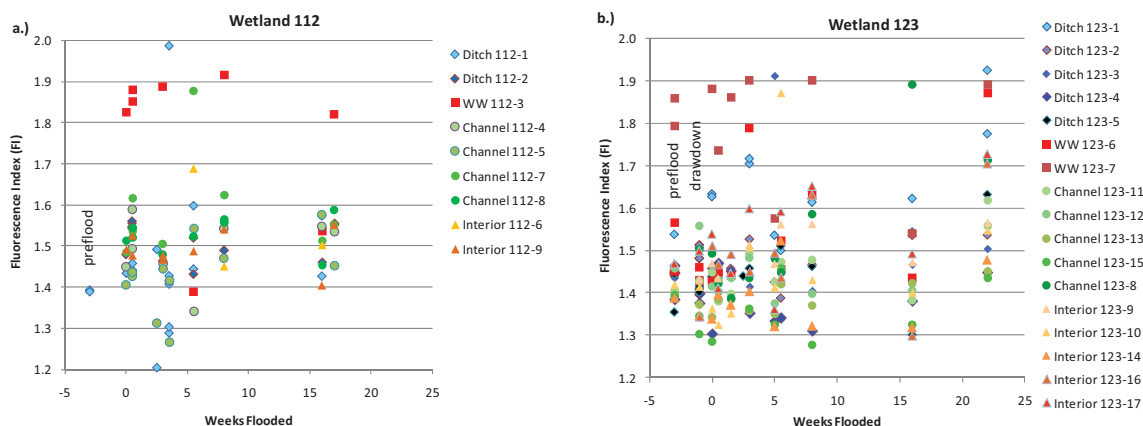 a.)
Wetland 112
2.0
1.9
1.8
1.7
1.6
1.5
1.4
1.3
1.2
Fluorescence Index (FI)
preflood
-5
0
5
10
15
20
25
Weeks Flooded
Ditch 112-1
Ditch 112-2
WW 112-3
Channel 112-4
Channel 112-5
Channel 112-7
Channel 112-8
Interior 112-6
Interior 112-9
b.)
Wetland 123
2.0
1.9
1.8
1.7
1.6
1.5
1.4
1.3
1.2
Fluorescence Index (FI)
preflood
drawdown
-5
0
5
10
15
20
25
Weeks Flooded
Ditch 123-1
Ditch 123-2
Ditch 123-3
Ditch 123-4
Ditch 123-5
WW 123-6
WW 123-7
Channel 123-11
Channel 123-12
Channel 123-13
Channel 123-15
Channel 123-8
Interior 123-9
Interior 123-10
Interior 123-14
Interior 123-16
Interior 123-17